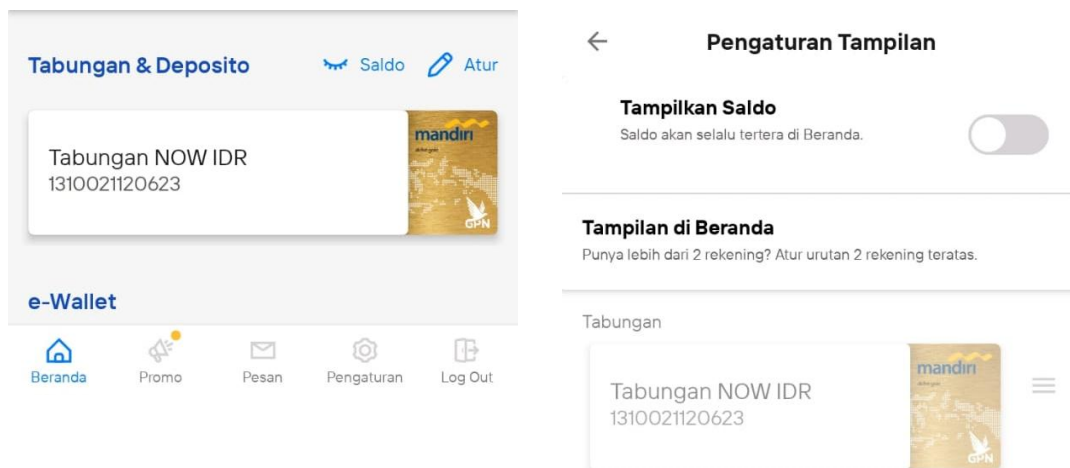 Tabungan & Deposito
Saldo
Atur
Tabungan NOW IDR
1310021120623
mandiri
GPN
e-Wallet
Beranda
Promo
Pesan
Pengaturan
Log Out
Pengaturan Tampilan
Tampilkan Saldo
Saldo akan selalu tertera di Beranda.
Tampilan di Beranda
Punya lebih dari 2 rekening? Atur urutan 2 rekening teratas.
Tabungan
Tabungan NOW IDR
1310021120623
mandiri
GPN